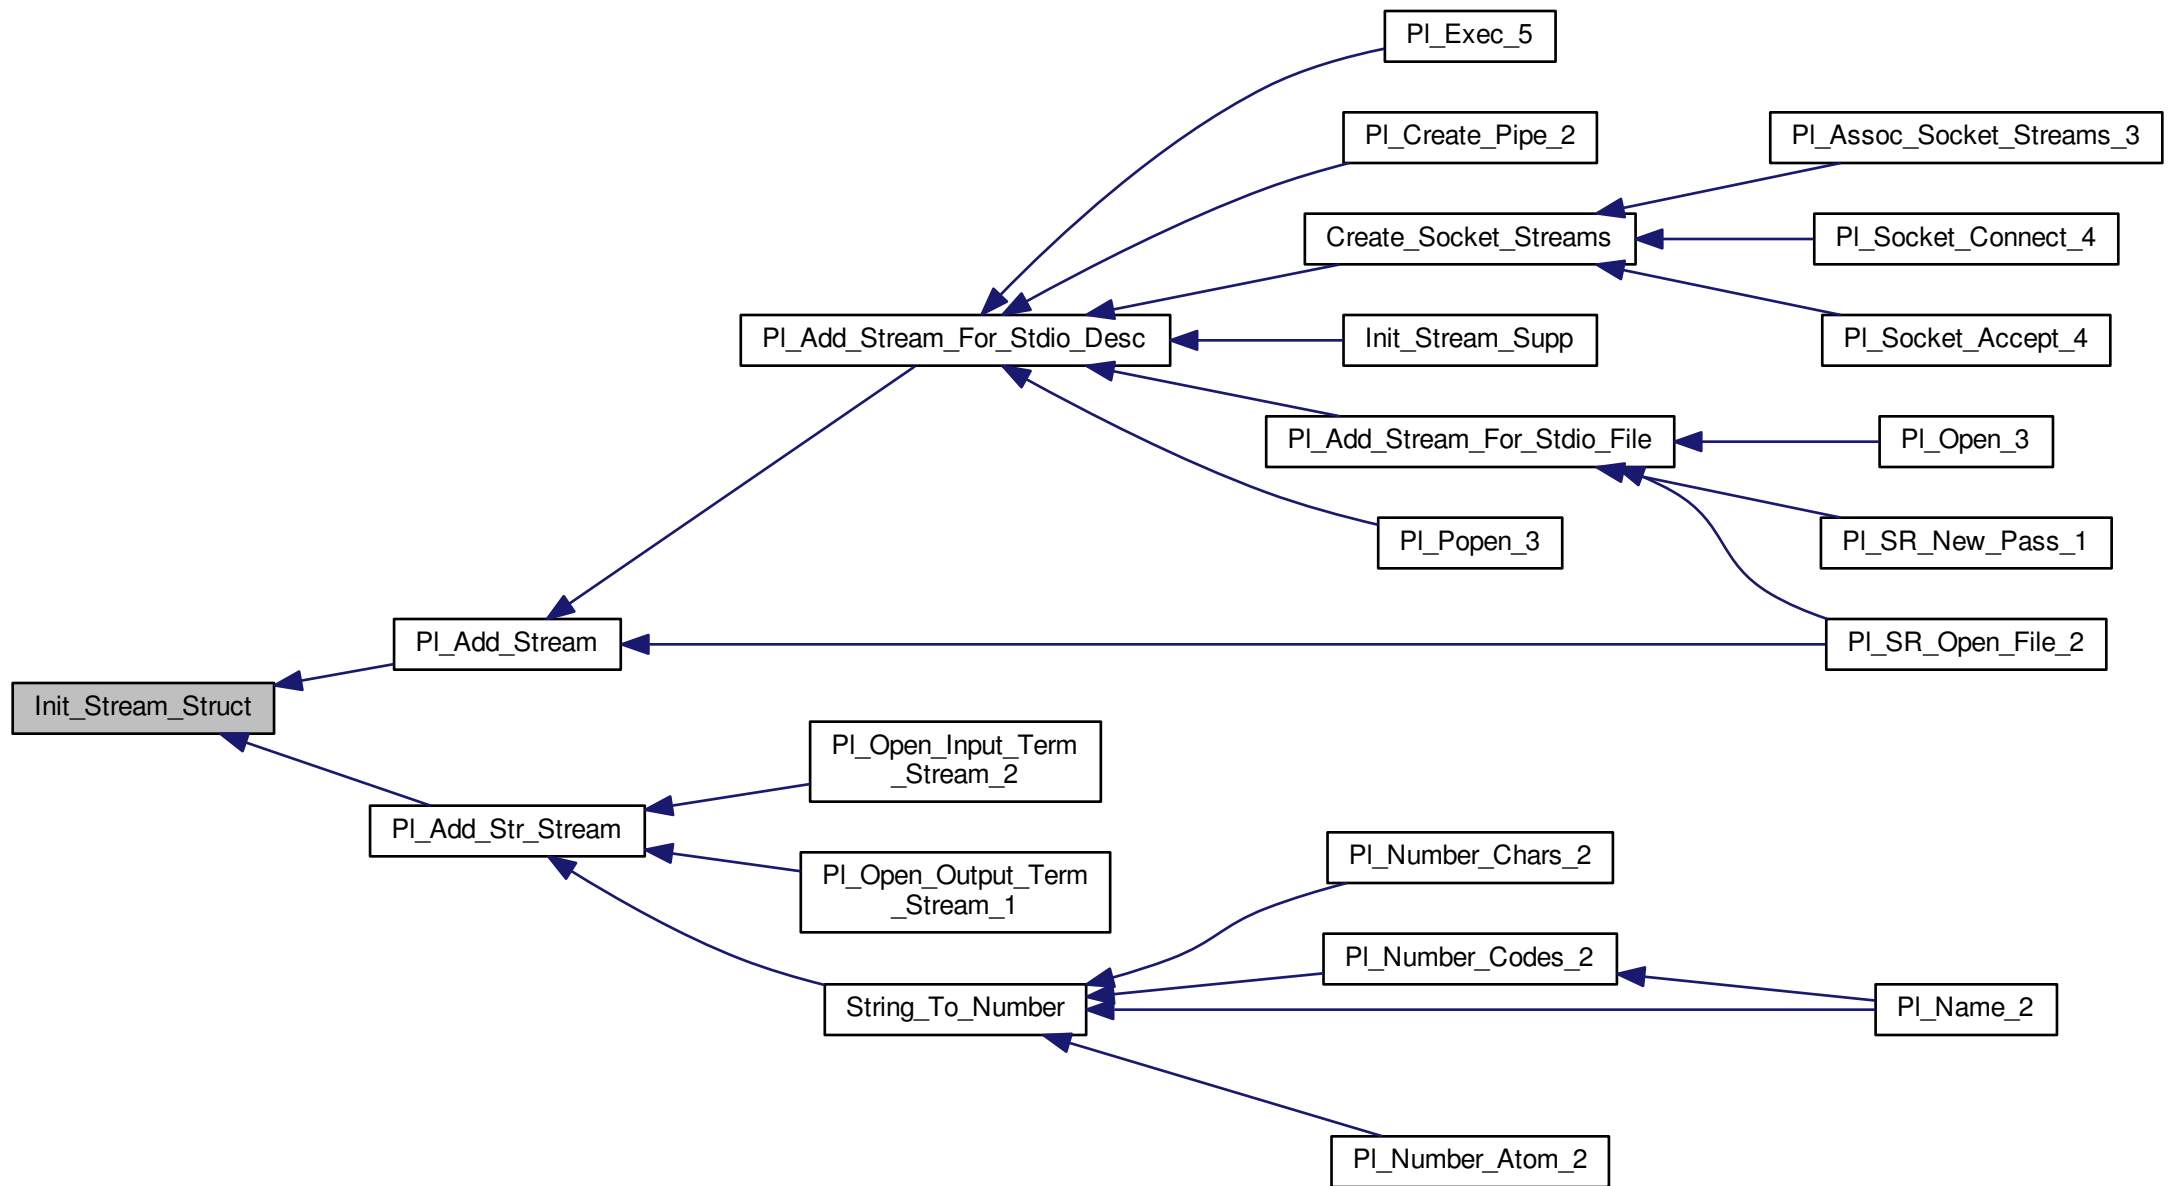 Pl_Exec_5
Pl_Create_Pipe_2
Pl_Assoc_Socket_Streams_3
Create_Socket_Streams
Pl_Socket_Connect_4
Pl_Add_Stream_For_Stdio_Desc
Init_Stream_Supp
Pl_Socket_Accept_4
Pl_Add_Stream_For_Stdio_File
Pl_Open_3
Pl_Popen_3
Pl_SR_New_Pass_1
Pl_Add_Stream
Pl_SR_Open_File_2
Init_Stream_Struct
Pl_Open_Input_Term
_Stream_2
Pl_Add_Str_Stream
Pl_Open_Output_Term
_Stream_1
Pl_Number_Chars_2
Pl_Number_Codes_2
String_To_Number
Pl_Name_2
Pl_Number_Atom_2